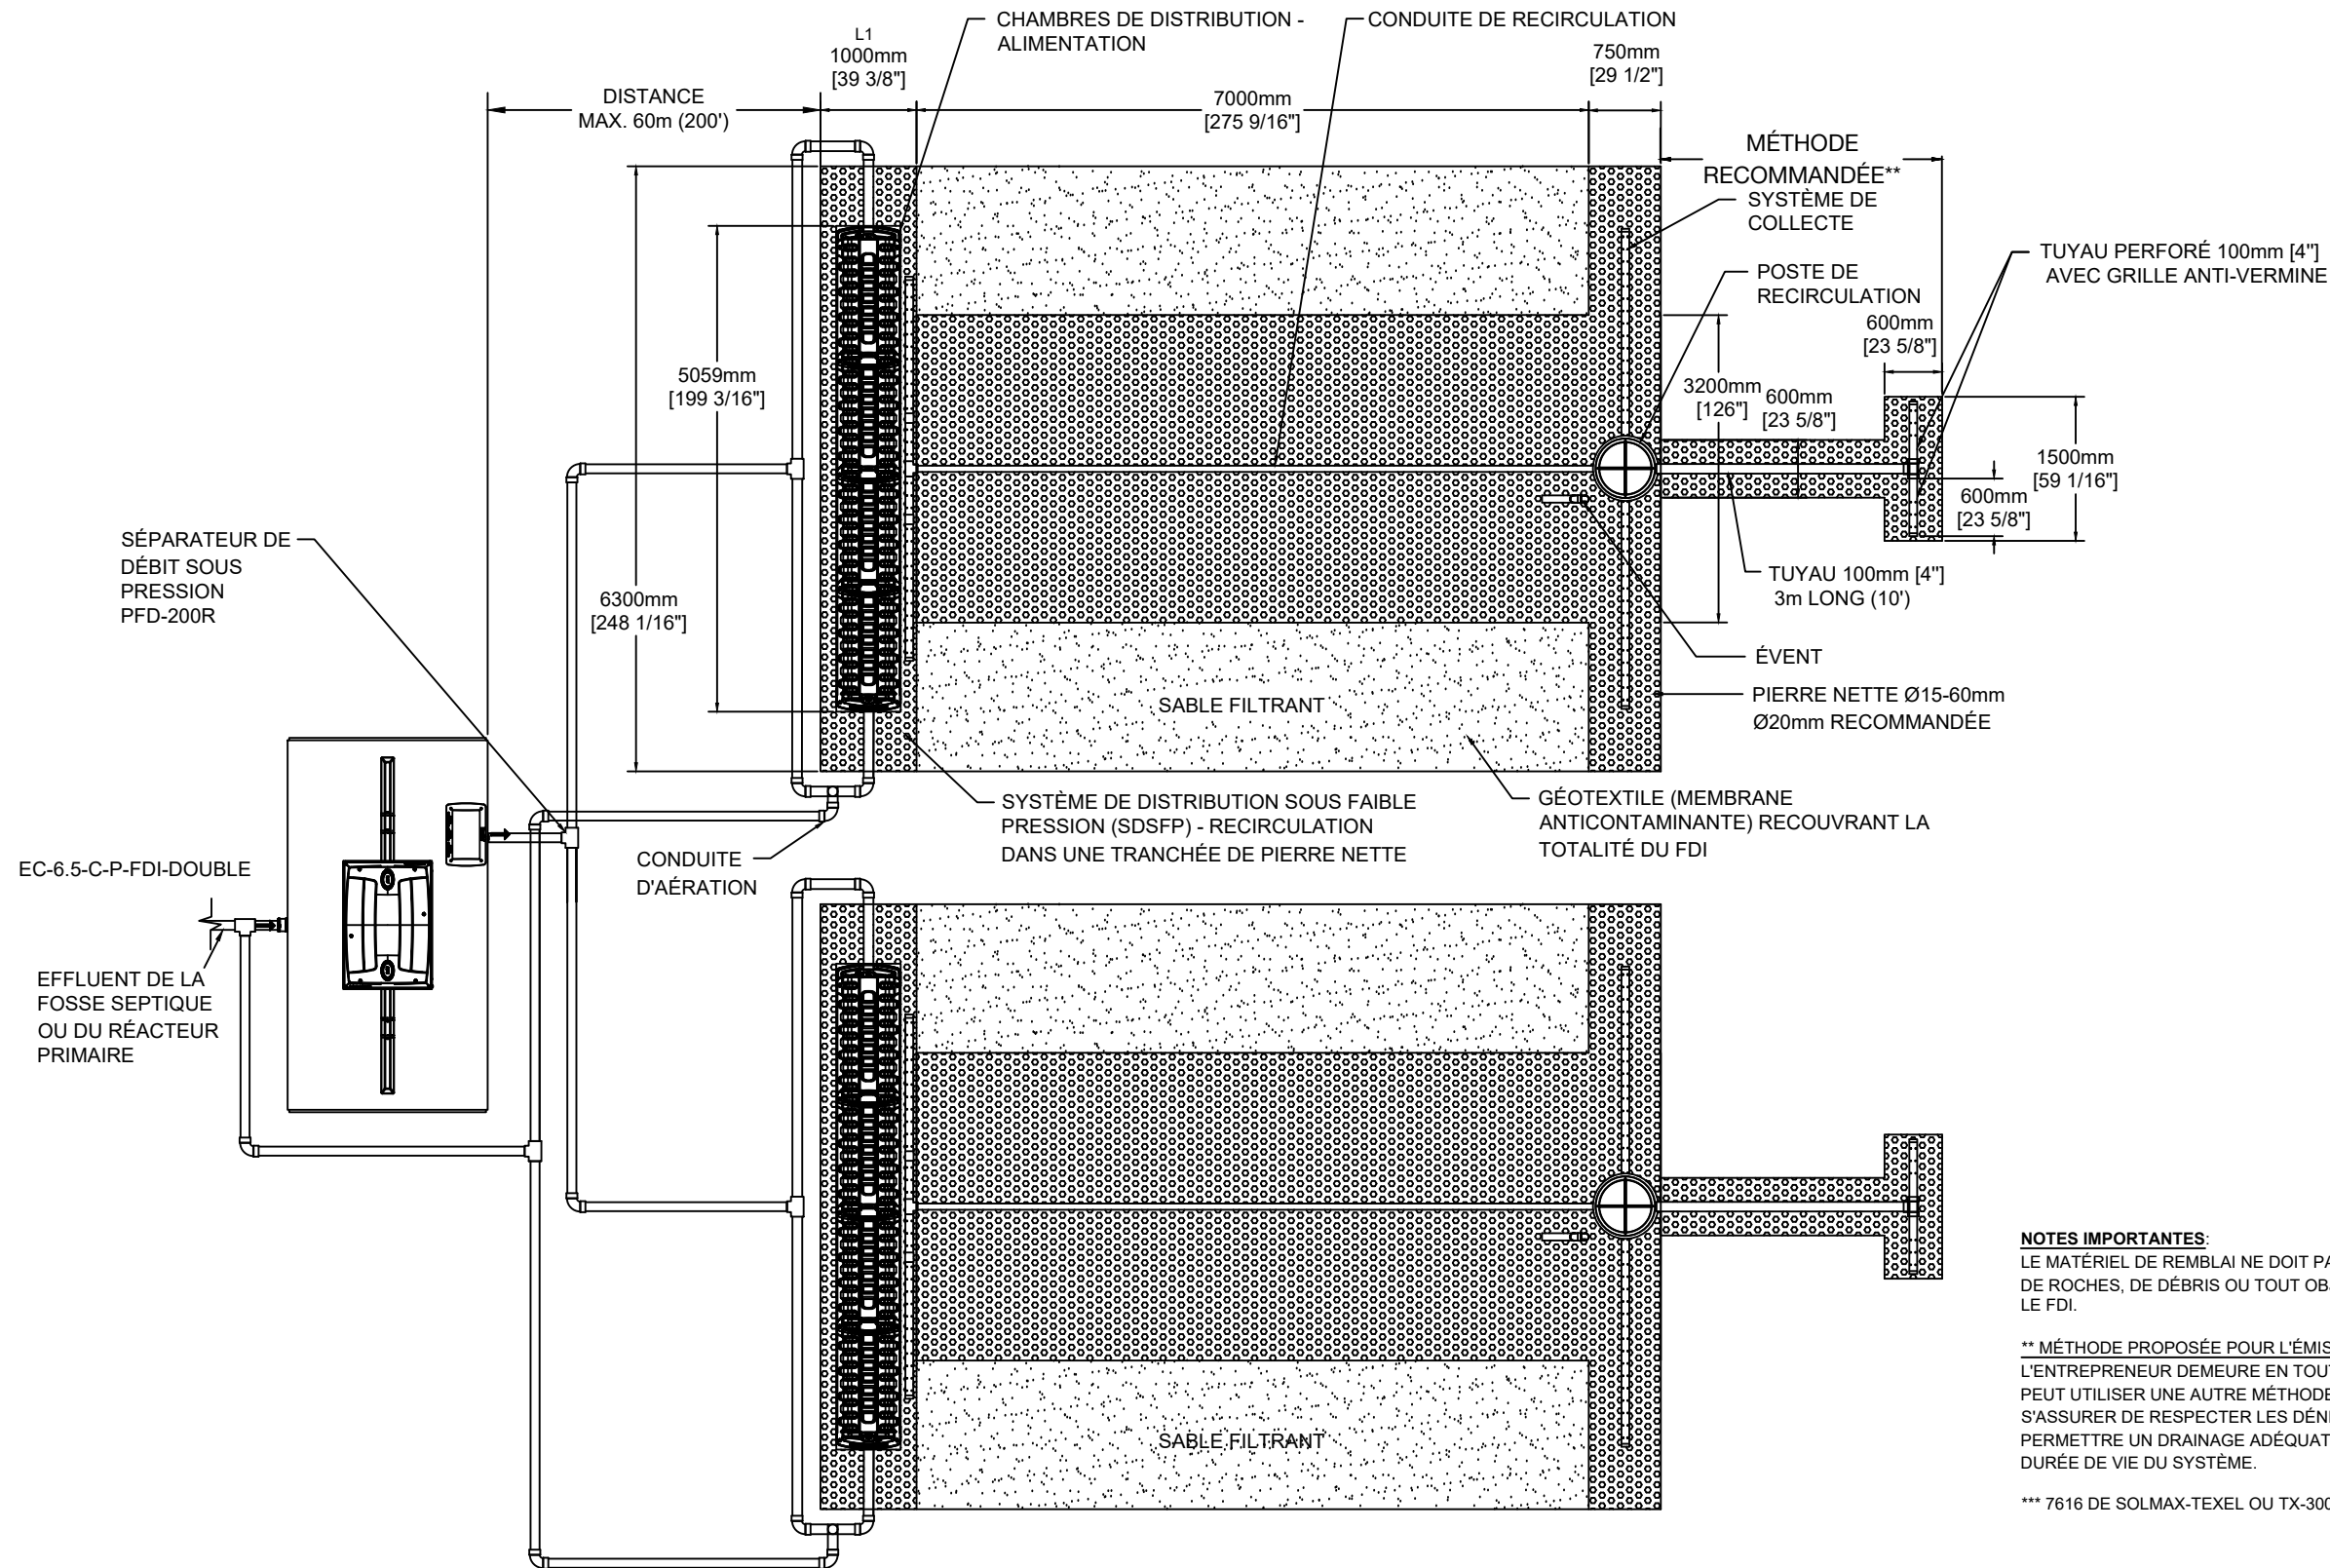 CHAMBRES DE DISTRIBUTION -
ALIMENTATION
CONDUITE DE RECIRCULATION
L1
1000mm
[39 3/8"]
750mm
[29 1/2"]
DISTANCE
MAX. 60m (200')
7000mm
[275 9/16"]
MÉTHODE
RECOMMANDÉE**
SYSTÈME DE
COLLECTE
TUYAU PERFORÉ 100mm [4"]
AVEC GRILLE ANTI-VERMINE
POSTE DE
RECIRCULATION
600mm
[23 5/8"]
5059mm
[199 3/16"]
3200mm
[126"]
600mm
[23 5/8"]
1500mm
[59 1/16"]
600mm
[23 5/8"]
SÉPARATEUR DE
DÉBIT SOUS
PRESSION
PFD-200R
6300mm
[248 1/16"]
TUYAU 100mm [4"]
3m LONG (10')
ÉVENT
PIERRE NETTE Ø15-60mm
Ø20mm RECOMMANDÉE
SABLE FILTRANT
SYSTÈME DE DISTRIBUTION SOUS FAIBLE
PRESSION (SDSFP) - RECIRCULATION
DANS UNE TRANCHÉE DE PIERRE NETTE
GÉOTEXTILE (MEMBRANE
ANTICONTAMINANTE) RECOUVRANT LA
TOTALITÉ DU FDI
CONDUITE
D'AÉRATION
EC-6.5-C-P-FDI-DOUBLE
EFFLUENT DE LA
FOSSE SEPTIQUE
OU DU RÉACTEUR
PRIMAIRE
SABLE FILTRANT
NOTES IMPORTANTES:
LE MATÉRIEL DE REMBLAI NE DOIT PA
DE ROCHES, DE DÉBRIS OU TOUT OB
LE FDI.
** MÉTHODE PROPOSÉE POUR L'ÉMIS
L'ENTREPRENEUR DEMEURE EN TOUT
PEUT UTILISER UNE AUTRE MÉTHODE
S'ASSURER DE RESPECTER LES DÉNI
PERMETTRE UN DRAINAGE ADÉQUAT
DURÉE DE VIE DU SYSTÈME.
*** 7616 DE SOLMAX-TEXEL OU TX-300